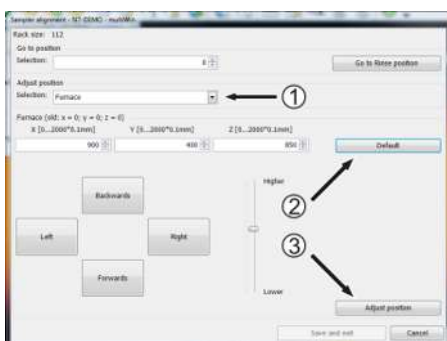 Sampler alignment - NT-DEMO - multiWin
Rack size: 112
Go to position
Selection: 0 Go to Rinse position
Adjust position
Selection: Furnace ①
Furnace (old: x = 0; y = 0; z = 0)
X [0...2000*0.1mm] Y [0...2000*0.1mm] Z [0...2000*0.1mm]
900 400 850 Default
②
Higher
Backwards
Left Right
③
Forwards
Lower
Adjust position
Save and exit Cancel